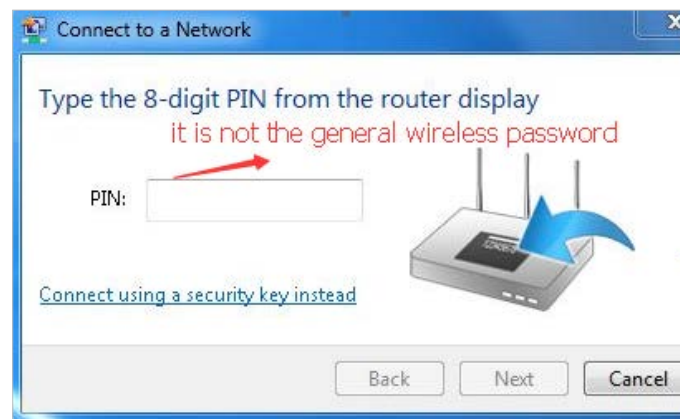 Connect to a Network
X
Type the 8-digit PIN from the router display
it is not the general wireless password
PIN:
Connect using a security key instead
Back
Next
Cancel